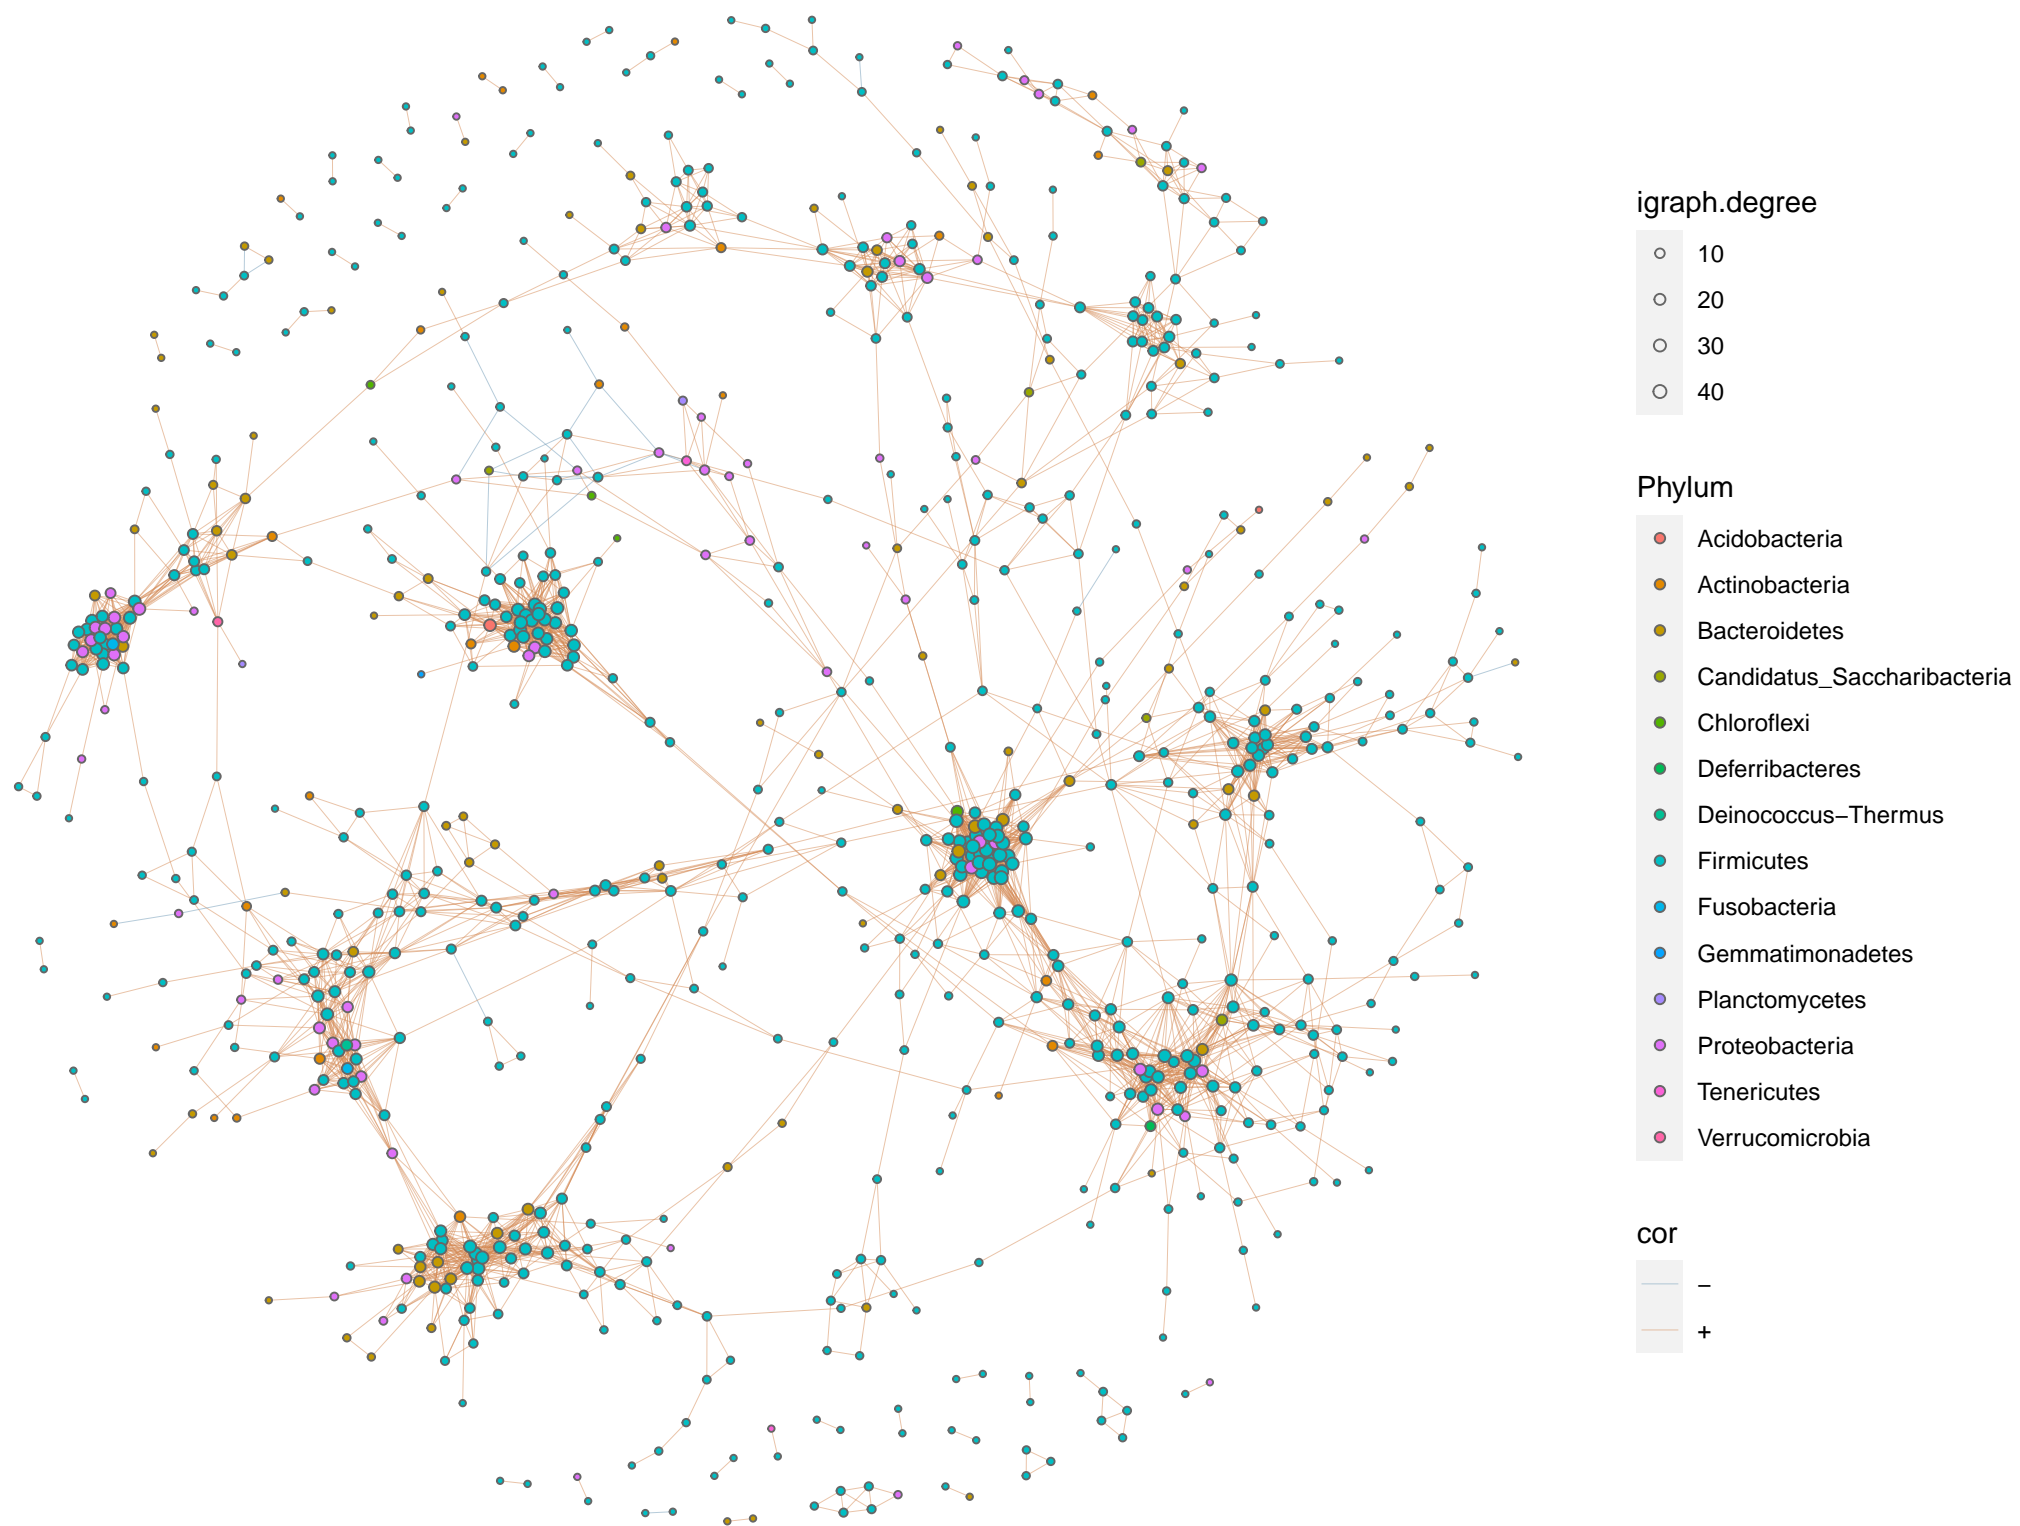 igraph.degree
10
20
30
40
Phylum
Acidobacteria
Actinobacteria
Bacteroidetes
Candidatus_Saccharibacteria
Chloroflexi
Deferribacteres
Deinococcus−Thermus
Firmicutes
Fusobacteria
Gemmatimonadetes
Planctomycetes
Proteobacteria
Tenericutes
Verrucomicrobia
cor
−
+